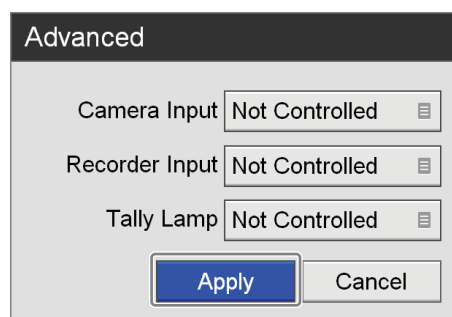 Advanced
Camera Input Not Controlled
Recorder Input Not Controlled
Tally Lamp Not Controlled
Apply Cancel